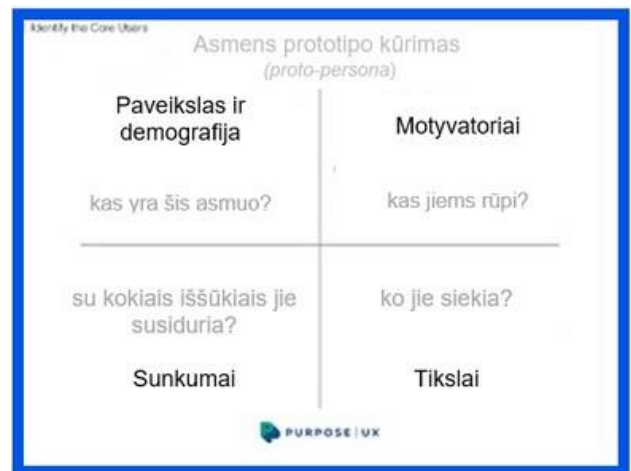 Identify the Core Users
Asmens prototipo kūrimas
(proto-persona)
Paveikslas ir
demografija
Motyvatoriai
kas yra šis asmuo?
kas jiems rūpi?
su kokiais iššūkiais jie
susiduria?
ko jie siekia?
Sunkumai
Tikslai
PURPOSE | UX